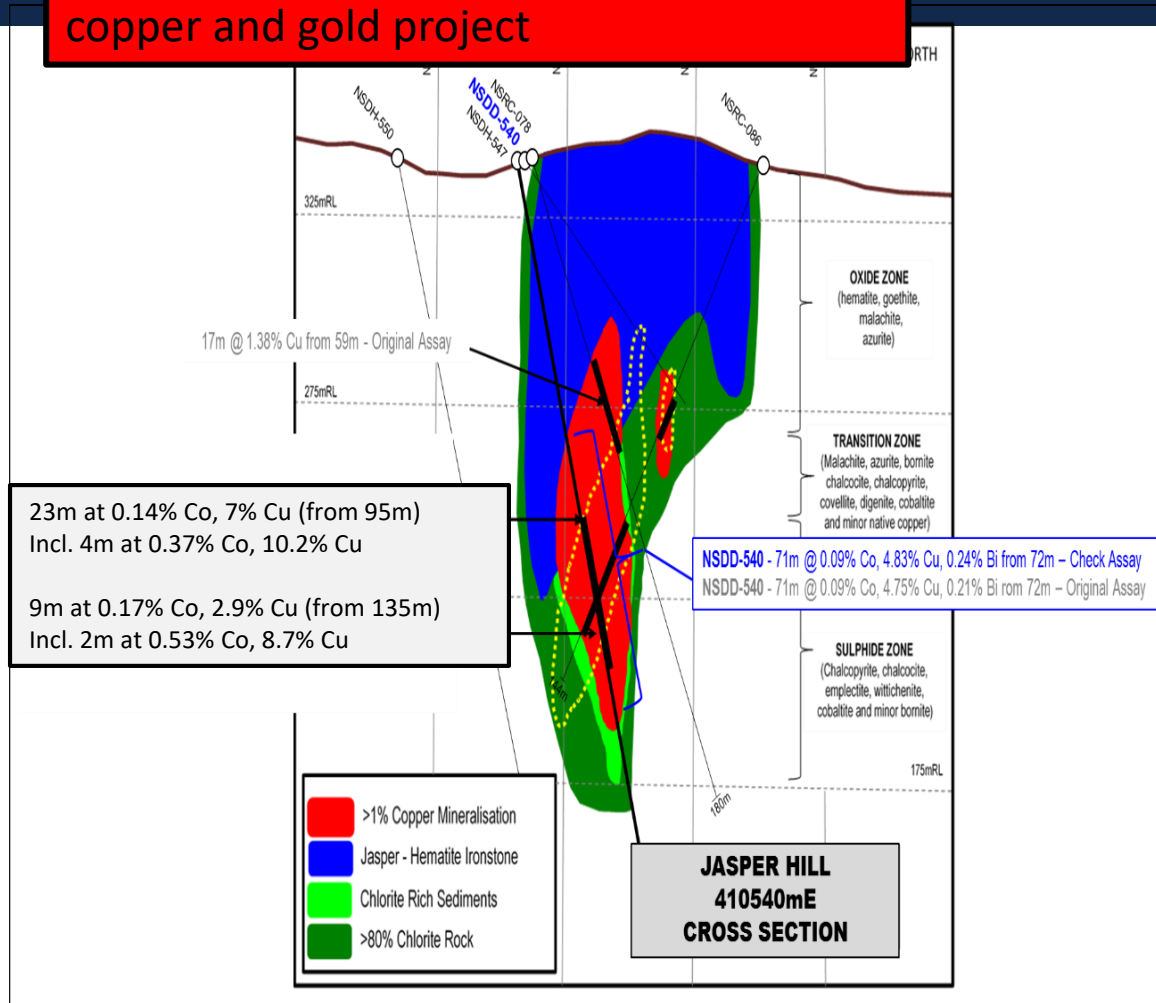 copper and gold project
ORTH
N
N
N
N
NSDH-550
NSDH-547
NSDD-540
NSRC-078
NSRC-086
325mRL
OXIDE ZONE
(hematite, goethite,
malachite,
azurite)
17m @ 1.38% Cu from 59m - Original Assay
275mRL
TRANSITION ZONE
(Malachite, azurite, bornite
chalcocite, chalcopyrite,
covellite, digenite, cobaltite
and minor native copper)
23m at 0.14% Co, 7% Cu (from 95m)
Incl. 4m at 0.37% Co, 10.2% Cu
9m at 0.17% Co, 2.9% Cu (from 135m)
Incl. 2m at 0.53% Co, 8.7% Cu
NSDD-540 - 71m @ 0.09% Co, 4.83% Cu, 0.24% Bi from 72m – Check Assay
NSDD-540 - 71m @ 0.09% Co, 4.75% Cu, 0.21% Bi rom 72m – Original Assay
SULPHIDE ZONE
(Chalcopyrite, chalcocite,
emplectite, wittichenite,
cobaltite and minor bornite)
175mRL
180m
>1% Copper Mineralisation
Jasper - Hematite Ironstone
Chlorite Rich Sediments
>80% Chlorite Rock
JASPER HILL
410540mE
CROSS SECTION